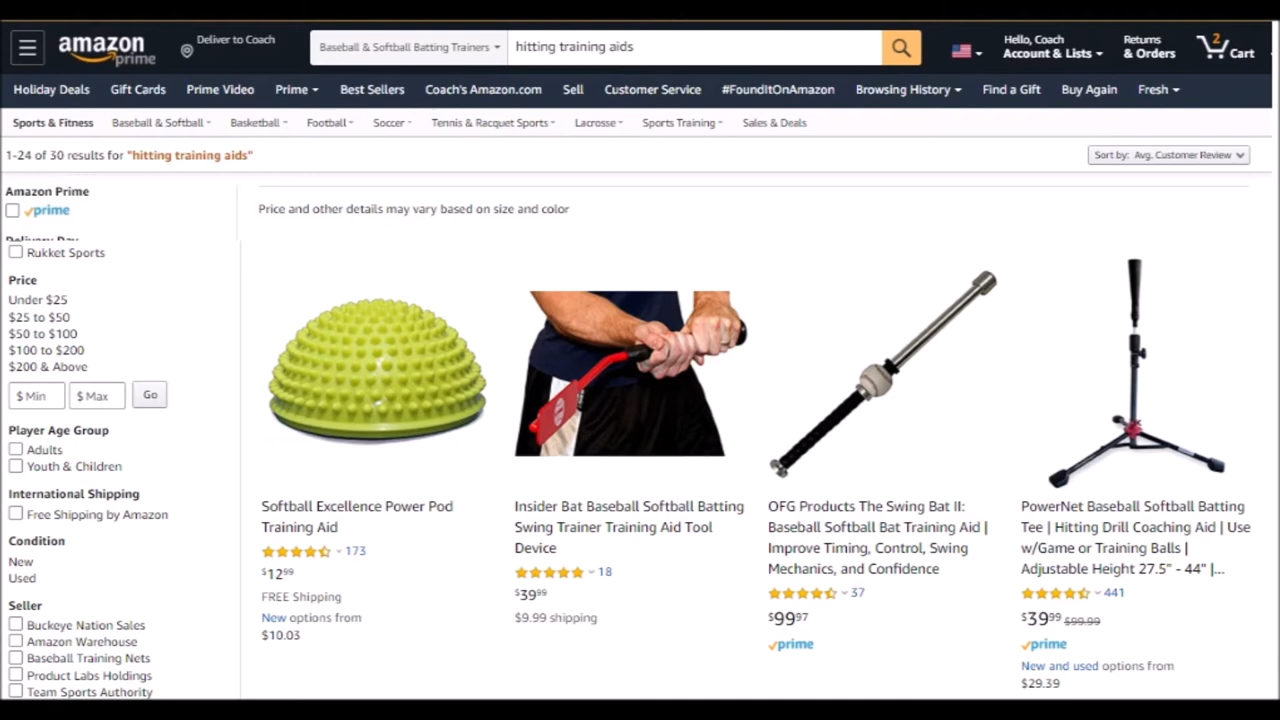 ☰ amazon prime Deliver to Coach Baseball & Softball Batting Trainers hitting training aids Hello, Coach Account & Lists Returns & Orders 2 Cart
Holiday Deals Gift Cards Prime Video Prime Best Sellers Coach's Amazon.com Sell Customer Service #FoundItOnAmazon Browsing History Find a Gift Buy Again Fresh
Sports & Fitness Baseball & Softball Basketball Football Soccer Tennis & Racquet Sports Lacrosse Sports Training Sales & Deals
1-24 of 30 results for "hitting training aids" Sort by: Avg. Customer Review
Amazon Prime
prime
Delivery Day
Rukket Sports
Price
Under $25
$25 to $50
$50 to $100
$100 to $200
$200 & Above
$ Min $ Max Go
Player Age Group
Adults
Youth & Children
International Shipping
Free Shipping by Amazon
Condition
New
Used
Seller
Buckeye Nation Sales
Amazon Warehouse
Baseball Training Nets
Product Labs Holdings
Team Sports Authority
Price and other details may vary based on size and color
Softball Excellence Power Pod
Training Aid
173
$12.99
FREE Shipping
New options from
$10.03
Insider Bat Baseball Softball Batting
Swing Trainer Training Aid Tool
Device
18
$39.99
$9.99 shipping
OFG Products The Swing Bat II:
Baseball Softball Bat Training Aid |
Improve Timing, Control, Swing
Mechanics, and Confidence
37
$99.97
prime
PowerNet Baseball Softball Batting
Tee | Hitting Drill Coaching Aid | Use
w/Game or Training Balls |
Adjustable Height 27.5" - 44" |...
441
$39.99 $99.99
prime
New and used options from
$29.39